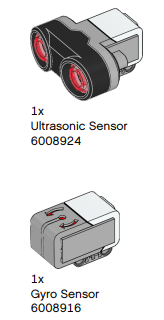 1x
Ultrasonic Sensor
6008924
1x
Gyro Sensor
6008916